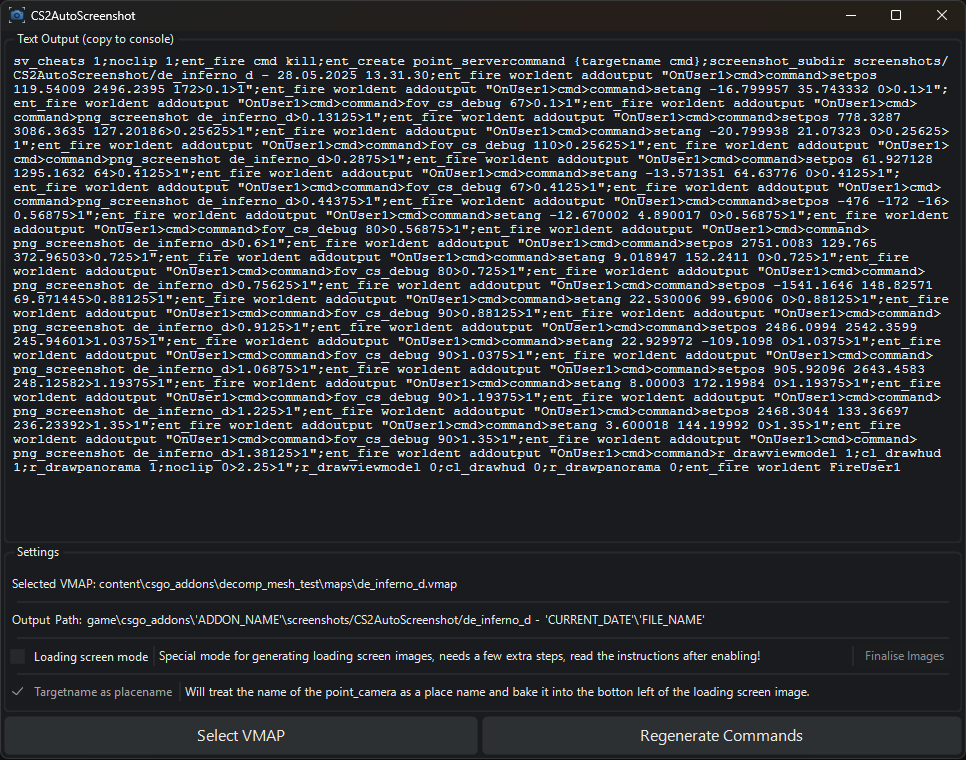 CS2AutoScreenshot
Text Output (copy to console)
sv_cheats 1;noclip 1;ent_fire cmd kill;ent_create point_servercommand {targetname cmd};screenshot_subdir screenshots/
CS2AutoScreenshot/de_inferno_d - 28.05.2025 13.31.30;ent_fire worldent addoutput "OnUser1>cmd>command>setpos
119.54009 2496.2395 172>0.1>1";ent_fire worldent addoutput "OnUser1>cmd>command>setang -16.799957 35.743332 0>0.1>1";
ent_fire worldent addoutput "OnUser1>cmd>command>fov_cs_debug 67>0.1>1";ent_fire worldent addoutput "OnUser1>cmd>
command>png_screenshot de_inferno_d>0.13125>1";ent_fire worldent addoutput "OnUser1>cmd>command>setpos 778.3287
3086.3635 127.20186>0.25625>1";ent_fire worldent addoutput "OnUser1>cmd>command>setang -20.799938 21.07323 0>0.25625>
1";ent_fire worldent addoutput "OnUser1>cmd>command>fov_cs_debug 110>0.25625>1";ent_fire worldent addoutput "OnUser1>
cmd>command>png_screenshot de_inferno_d>0.2875>1";ent_fire worldent addoutput "OnUser1>cmd>command>setpos 61.927128
1295.1632 64>0.4125>1";ent_fire worldent addoutput "OnUser1>cmd>command>setang -13.571351 64.63776 0>0.4125>1";
ent_fire worldent addoutput "OnUser1>cmd>command>fov_cs_debug 67>0.4125>1";ent_fire worldent addoutput "OnUser1>cmd>
command>png_screenshot de_inferno_d>0.44375>1";ent_fire worldent addoutput "OnUser1>cmd>command>setpos -476 -172 -16>
0.56875>1";ent_fire worldent addoutput "OnUser1>cmd>command>setang -12.670002 4.890017 0>0.56875>1";ent_fire worldent
addoutput "OnUser1>cmd>command>fov_cs_debug 80>0.56875>1";ent_fire worldent addoutput "OnUser1>cmd>command>
png_screenshot de_inferno_d>0.6>1";ent_fire worldent addoutput "OnUser1>cmd>command>setpos 2751.0083 129.765
372.96503>0.725>1";ent_fire worldent addoutput "OnUser1>cmd>command>setang 9.018947 152.2411 0>0.725>1";ent_fire
worldent addoutput "OnUser1>cmd>command>fov_cs_debug 80>0.725>1";ent_fire worldent addoutput "OnUser1>cmd>command>
png_screenshot de_inferno_d>0.75625>1";ent_fire worldent addoutput "OnUser1>cmd>command>setpos -1541.1646 148.82571
69.871445>0.88125>1";ent_fire worldent addoutput "OnUser1>cmd>command>setang 22.530006 99.69006 0>0.88125>1";ent_fire
worldent addoutput "OnUser1>cmd>command>fov_cs_debug 90>0.88125>1";ent_fire worldent addoutput "OnUser1>cmd>command>
png_screenshot de_inferno_d>0.9125>1";ent_fire worldent addoutput "OnUser1>cmd>command>setpos 2486.0994 2542.3599
245.94601>1.0375>1";ent_fire worldent addoutput "OnUser1>cmd>command>setang 22.929972 -109.1098 0>1.0375>1";ent_fire
worldent addoutput "OnUser1>cmd>command>fov_cs_debug 90>1.0375>1";ent_fire worldent addoutput "OnUser1>cmd>command>
png_screenshot de_inferno_d>1.06875>1";ent_fire worldent addoutput "OnUser1>cmd>command>setpos 905.92096 2643.4583
248.12582>1.19375>1";ent_fire worldent addoutput "OnUser1>cmd>command>setang 8.00003 172.19984 0>1.19375>1";ent_fire
worldent addoutput "OnUser1>cmd>command>fov_cs_debug 90>1.19375>1";ent_fire worldent addoutput "OnUser1>cmd>command>
png_screenshot de_inferno_d>1.225>1";ent_fire worldent addoutput "OnUser1>cmd>command>setpos 2468.3044 133.36697
236.23392>1.35>1";ent_fire worldent addoutput "OnUser1>cmd>command>setang 3.600018 144.19992 0>1.35>1";ent_fire
worldent addoutput "OnUser1>cmd>command>fov_cs_debug 90>1.35>1";ent_fire worldent addoutput "OnUser1>cmd>command>
png_screenshot de_inferno_d>1.38125>1";ent_fire worldent addoutput "OnUser1>cmd>command>r_drawviewmodel 1;cl_drawhud
1;r_drawpanorama 1;noclip 0>2.25>1";r_drawviewmodel 0;cl_drawhud 0;r_drawpanorama 0;ent_fire worldent FireUser1
Settings
Selected VMAP: content\csgo_addons\decomp_mesh_test\maps\de_inferno_d.vmap
Output Path: game\csgo_addons\'ADDON_NAME'\screenshots/CS2AutoScreenshot/de_inferno_d - 'CURRENT_DATE'\'FILE_NAME'
Loading screen mode Special mode for generating loading screen images, needs a few extra steps, read the instructions after enabling! Finalise Images
Targetname as placename Will treat the name of the point_camera as a place name and bake it into the botton left of the loading screen image.
Select VMAP Regenerate Commands